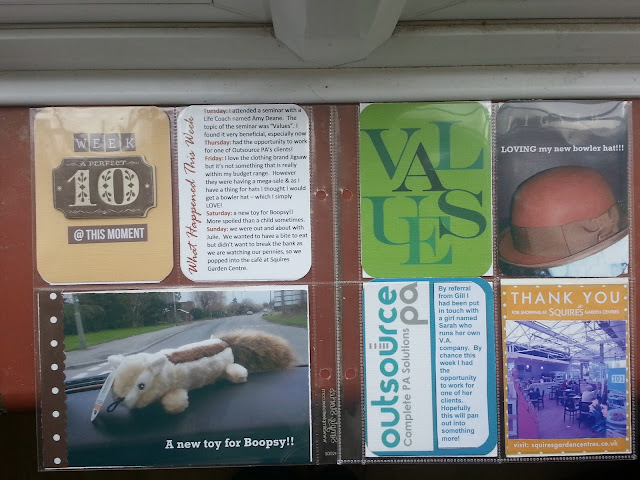 WEEK
A PERFECT
10
@ THIS MOMENT
What Happened This Week
Tuesday: I attended a seminar with a
Life Coach named Amy Deane. The
topic of the seminar was "Values". I
found it very beneficial, especially now
Thursday: had the opportunity to work
for one of Outsource PA's clients!
Friday: I love the clothing brand Jigsaw
but it's not something that is really
within my budget range. However
they were having a mega-sale & as I
have a thing for hats I thought I would
get a bowler hat – which I simply
LOVE!
Saturday: a new toy for Boopsy!!
More spoiled than a child sometimes.
Sunday: we were out and about with
Julie. We wanted to have a bite to eat
but didn't want to break the bank as
we are watching our pennies, so we
popped into the café at Squires
Garden Centre.
VALUES
LOVING my new bowler hat!!!
A new toy for Boopsy!!
outsource
pa
Complete PA Solutions
By referral
from Gill I
had been put
in touch with
a girl named
Sarah who
runs her own
V.A.
company. By
chance this
week I had
the
opportunity
to work for
one of her
clients.
Hopefully
this will pan
out into
something
more!
THANK YOU
FOR SHOPPING AT SQUIRES GARDEN CENTRES
visit: squiresgardencentres.co.uk